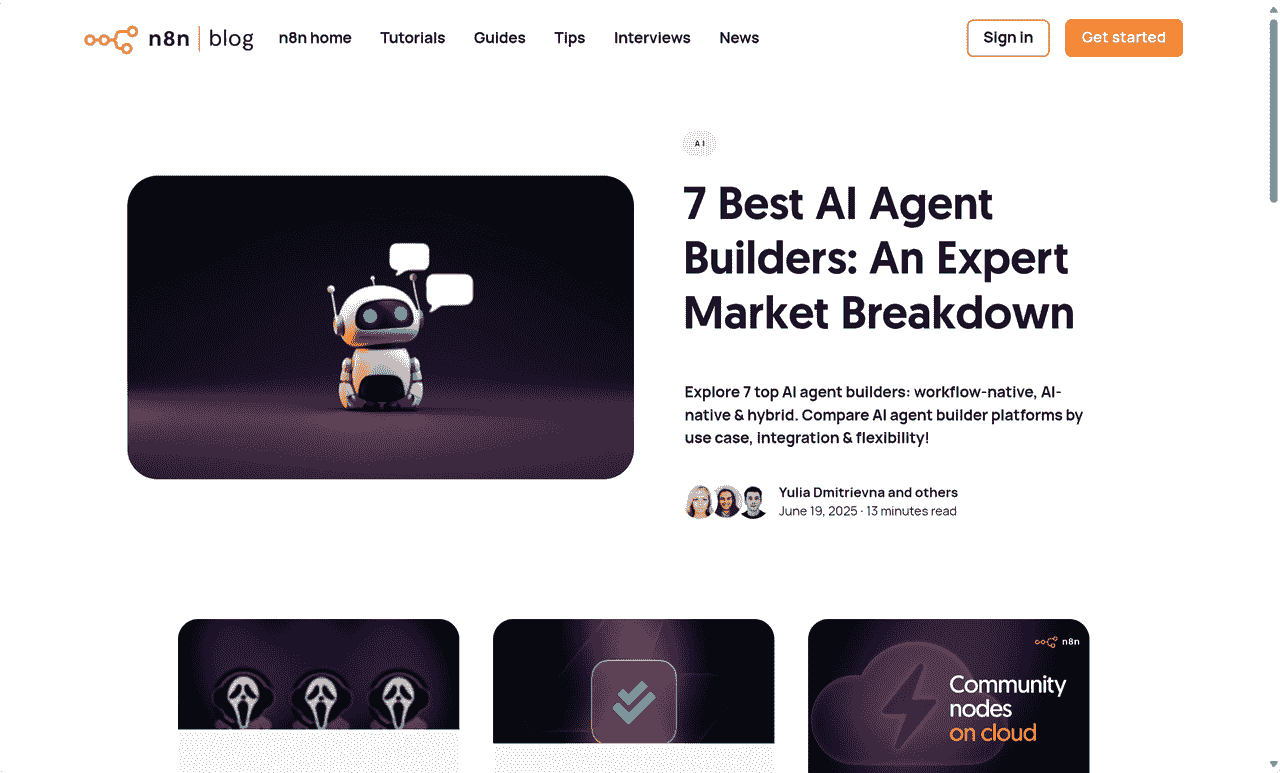 n8n blog n8n home Tutorials Guides Tips Interviews News Sign in Get started
AI
7 Best AI Agent
Builders: An Expert
Market Breakdown
Explore 7 top AI agent builders: workflow-native, AI-
native & hybrid. Compare AI agent builder platforms by
use case, integration & flexibility!
Yulia Dmitrievna and others
June 19, 2025 · 13 minutes read
n8n
Community
nodes
on cloud